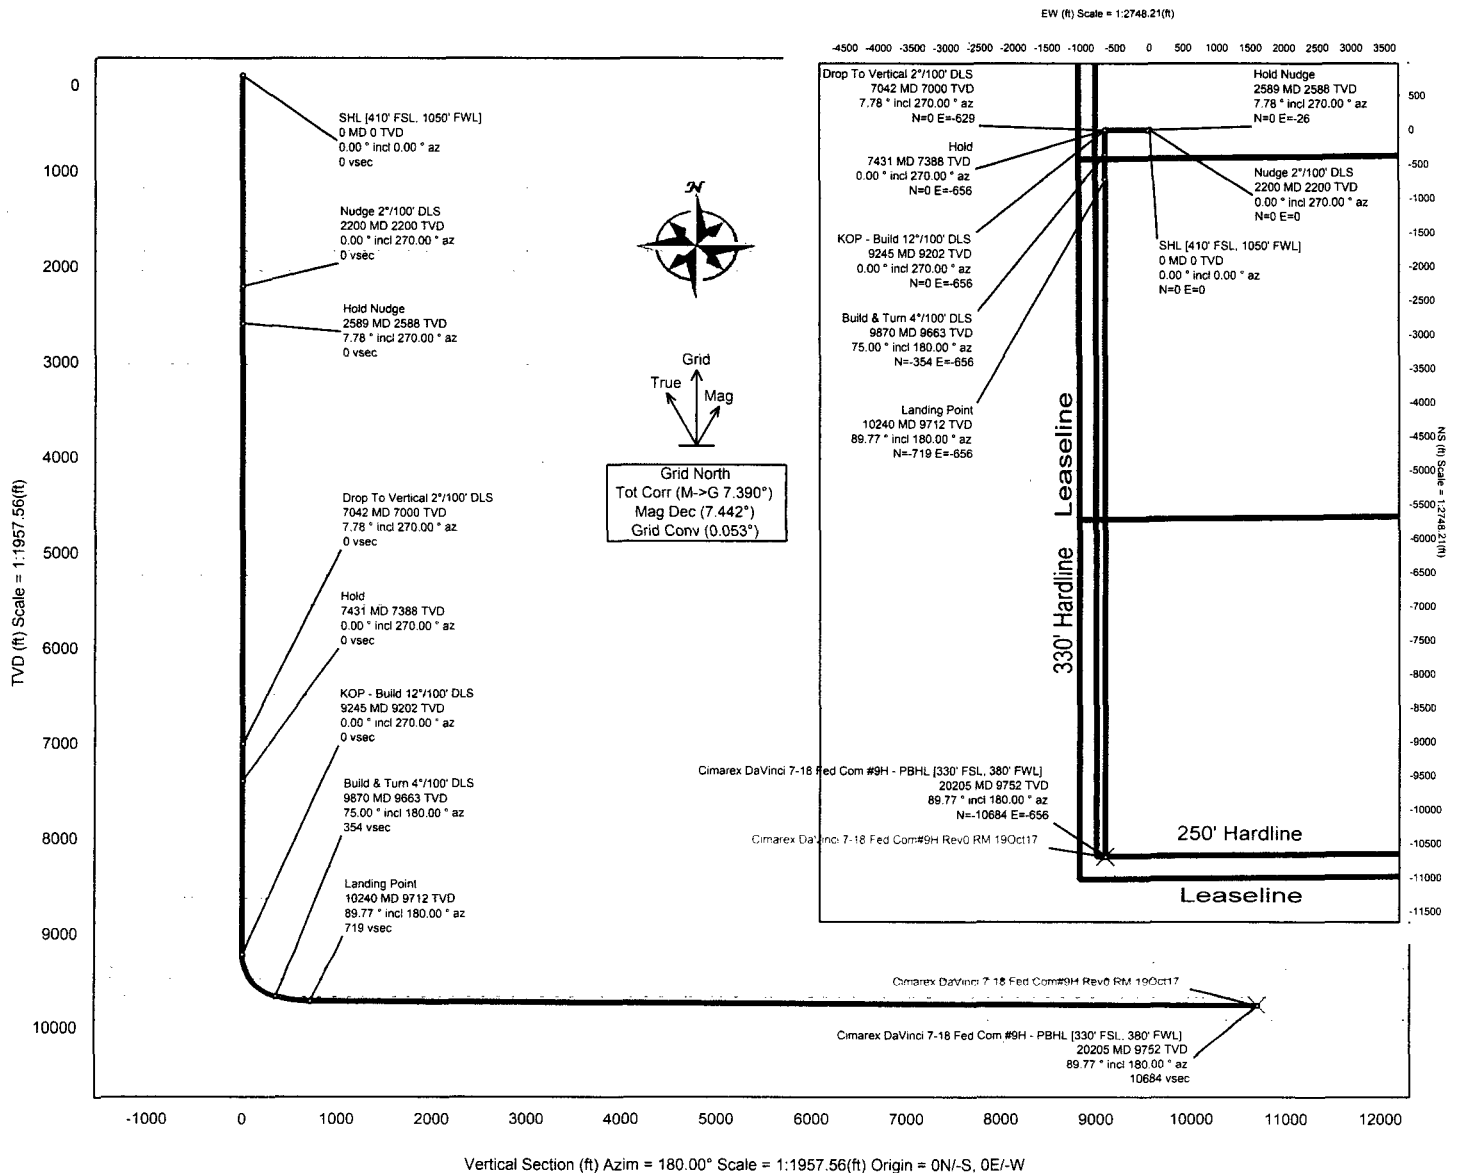 EW (ft) Scale = 1:2748.21(ft)
-4500 -4000 -3500 -3000 -2500 -2000 -1500 -1000 -500 0 500 1000 1500 2000 2500 3000 3500
0
1000
2000
3000
4000
5000
6000
7000
8000
9000
10000
TVD (ft) Scale = 1:1957.56(ft)
SHL [410' FSL, 1050' FWL]
0 MD 0 TVD
0.00 ° incl 0.00 ° az
0 vsec
Nudge 2°/100' DLS
2200 MD 2200 TVD
0.00 ° incl 270.00 ° az
0 vsec
Hold Nudge
2589 MD 2588 TVD
7.78 ° incl 270.00 ° az
0 vsec
Drop To Vertical 2°/100' DLS
7042 MD 7000 TVD
7.78 ° incl 270.00 ° az
0 vsec
Hold
7431 MD 7388 TVD
0.00 ° incl 270.00 ° az
0 vsec
KOP - Build 12°/100' DLS
9245 MD 9202 TVD
0.00 ° incl 270.00 ° az
0 vsec
Build & Turn 4°/100' DLS
9870 MD 9663 TVD
75.00 ° incl 180.00 ° az
354 vsec
Landing Point
10240 MD 9712 TVD
89.77 ° incl 180.00 ° az
719 vsec
N
Grid
True
Mag
Grid North
Tot Corr (M->G 7.390°)
Mag Dec (7.442°)
Grid Conv (0.053°)
Drop To Vertical 2°/100' DLS
7042 MD 7000 TVD
7.78 ° incl 270.00 ° az
N=0 E=-629
Hold
7431 MD 7388 TVD
0.00 ° incl 270.00 ° az
N=0 E=-656
KOP - Build 12°/100' DLS
9245 MD 9202 TVD
0.00 ° incl 270.00 ° az
N=0 E=-656
Build & Turn 4°/100' DLS
9870 MD 9663 TVD
75.00 ° incl 180.00 ° az
N=-354 E=-656
Landing Point
10240 MD 9712 TVD
89.77 ° incl 180.00 ° az
N=-719 E=-656
Hold Nudge
2589 MD 2588 TVD
7.78 ° incl 270.00 ° az
N=0 E=-26
Nudge 2°/100' DLS
2200 MD 2200 TVD
0.00 ° incl 270.00 ° az
N=0 E=0
SHL [410' FSL, 1050' FWL]
0 MD 0 TVD
0.00 ° incl 0.00 ° az
N=0 E=0
Leaseline
330' Hardline
500
0
-500
-1000
-1500
-2000
-2500
-3000
-3500
-4000
-4500
-5000
-5500
-6000
-6500
-7000
-7500
-8000
-8500
-9000
-9500
-10000
-10500
-11000
-11500
NS (ft) Scale = 1:2748.21(ft)
Cimarex DaVinci 7-18 Fed Com #9H - PBHL [330' FSL, 380' FWL]
20205 MD 9752 TVD
89.77 ° incl 180.00 ° az
N=-10684 E=-656
Cimarex DaVinci 7-18 Fed Com#9H Rev0 RM 19Oct17
250' Hardline
Leaseline
Cimarex DaVinci 7-18 Fed Com#9H Rev0 RM 19Oct17
Cimarex DaVinci 7-18 Fed Com #9H - PBHL [330' FSL, 380' FWL]
20205 MD 9752 TVD
89.77 ° incl 180.00 ° az
10684 vsec
-1000 0 1000 2000 3000 4000 5000 6000 7000 8000 9000 10000 11000 12000
Vertical Section (ft) Azim = 180.00° Scale = 1:1957.56(ft) Origin = 0N/-S, 0E/-W